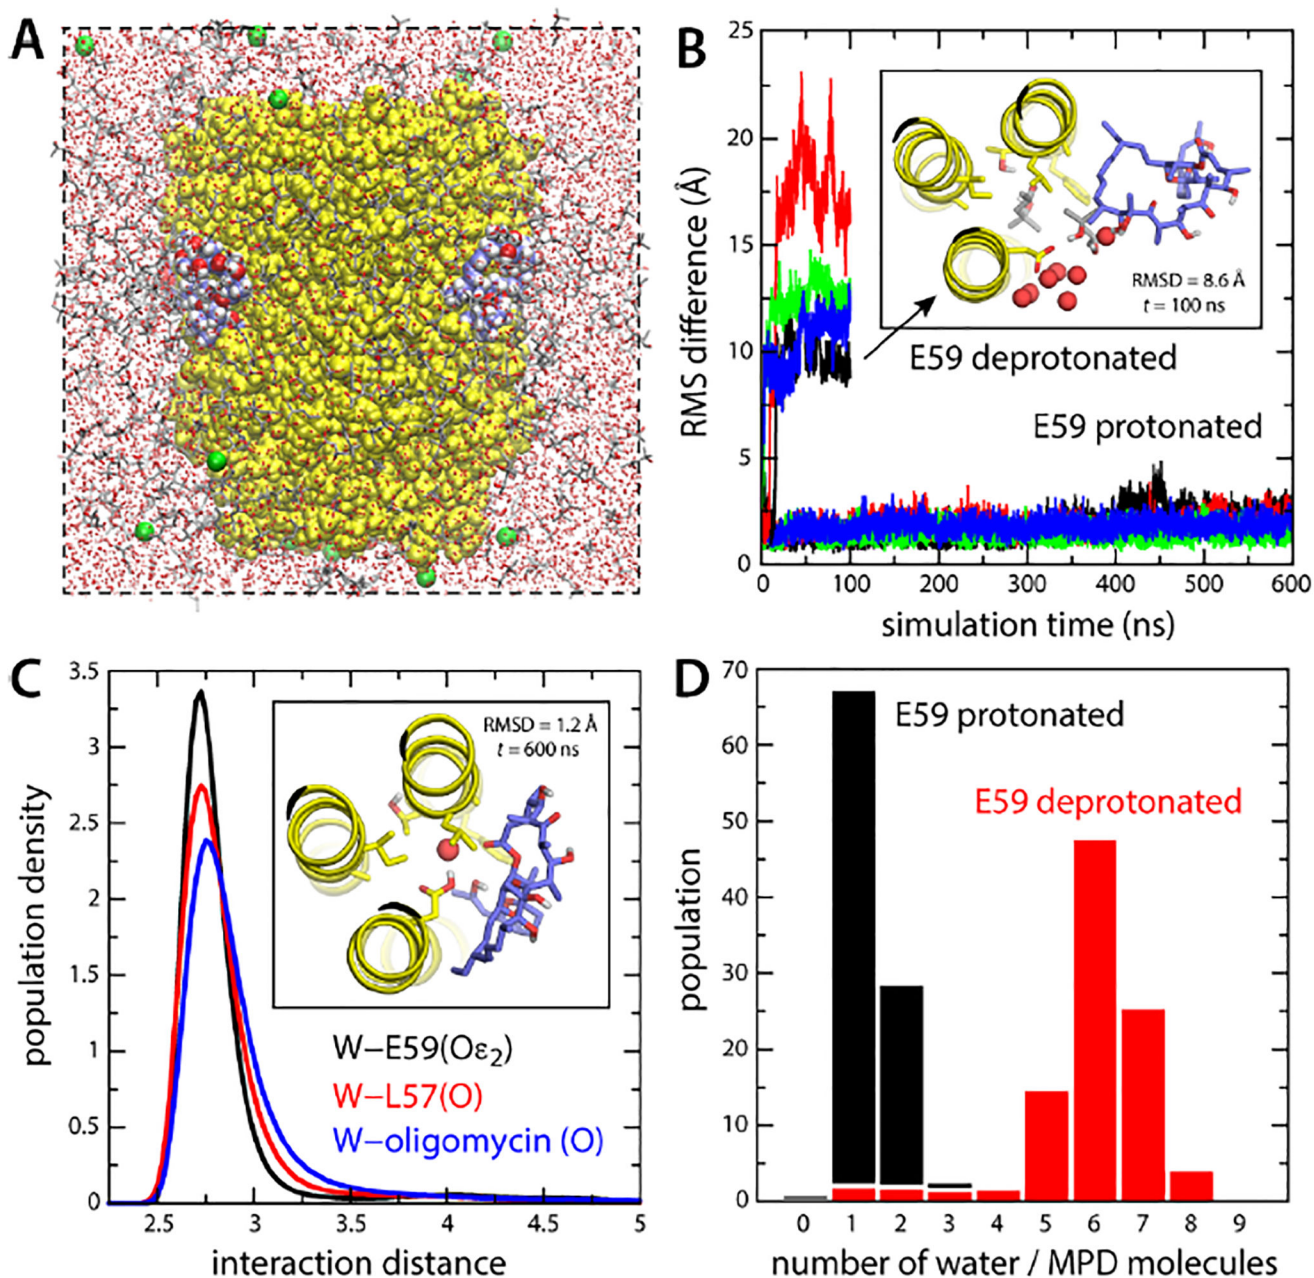 A
B
25
20
15
10
5
0
RMS difference (Å)
RMSD = 8.6 Å
t = 100 ns
E59 deprotonated
E59 protonated
0 100 200 300 400 500 600
simulation time (ns)
C
3.5
3
2.5
2
1.5
1
0.5
0
population density
RMSD = 1.2 Å
t = 600 ns
W–E59(Oε2)
W–L57(O)
W–oligomycin (O)
2.5 3 3.5 4 4.5 5
interaction distance
D
70
60
50
40
30
20
10
0
population
E59 protonated
E59 deprotonated
0 1 2 3 4 5 6 7 8 9
number of water / MPD molecules